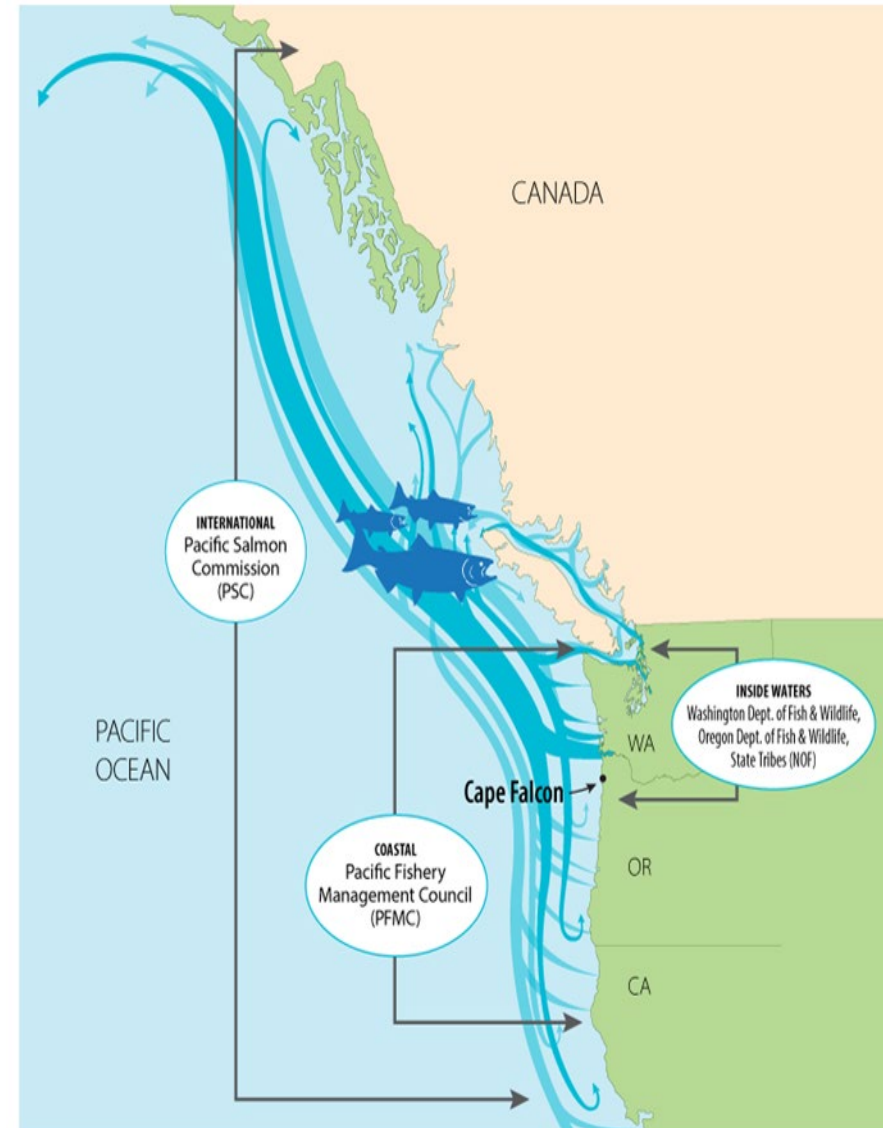 CANADA
INTERNATIONAL
Pacific Salmon
Commission
(PSC)
PACIFIC
OCEAN
INSIDE WATERS
Washington Dept. of Fish & Wildlife,
Oregon Dept. of Fish & Wildlife,
State Tribes (NOF)
WA
Cape Falcon
COASTAL
Pacific Fishery
Management Council
(PFMC)
OR
CA